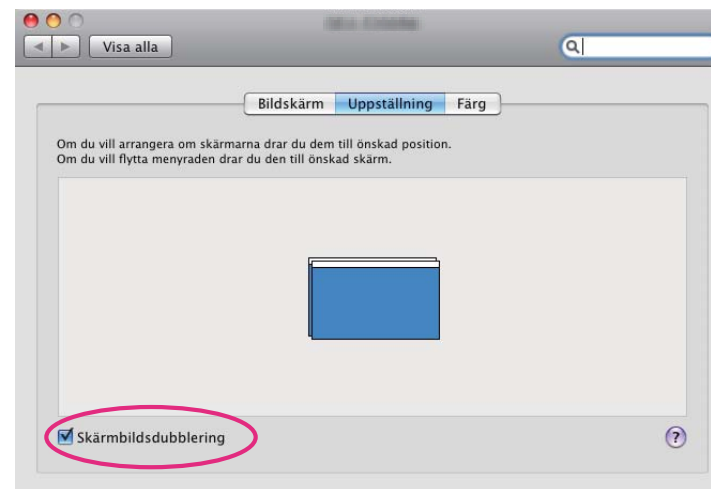 Visa alla
Bildskärm Uppställning Färg
Om du vill arrangera om skärmarna drar du dem till önskad position.
Om du vill flytta menyraden drar du den till önskad skärm.
Skärmbildsdubblering
?